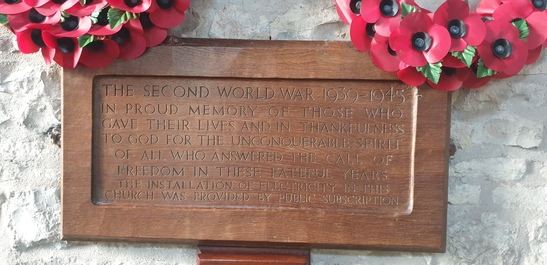 THE SECOND WORLD WAR 1939-1945
IN PROUD MEMORY OF THOSE WHO
GAVE THEIR LIVES AND IN THANKFULNESS
TO GOD FOR THE UNCONQUERABLE SPIRIT
OF ALL WHO ANSWERED THE CALL OF
FREEDOM IN THESE FATEFUL YEARS
THE INSTALLATION OF ELECTRICITY IN THIS
CHURCH WAS PROVIDED BY PUBLIC SUBSCRIPTION